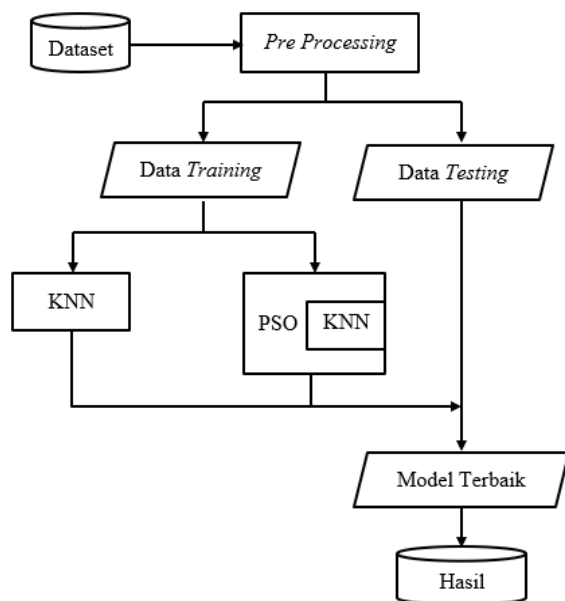 Dataset
Pre Processing
Data Training
Data Testing
KNN
PSO
KNN
Model Terbaik
Hasil